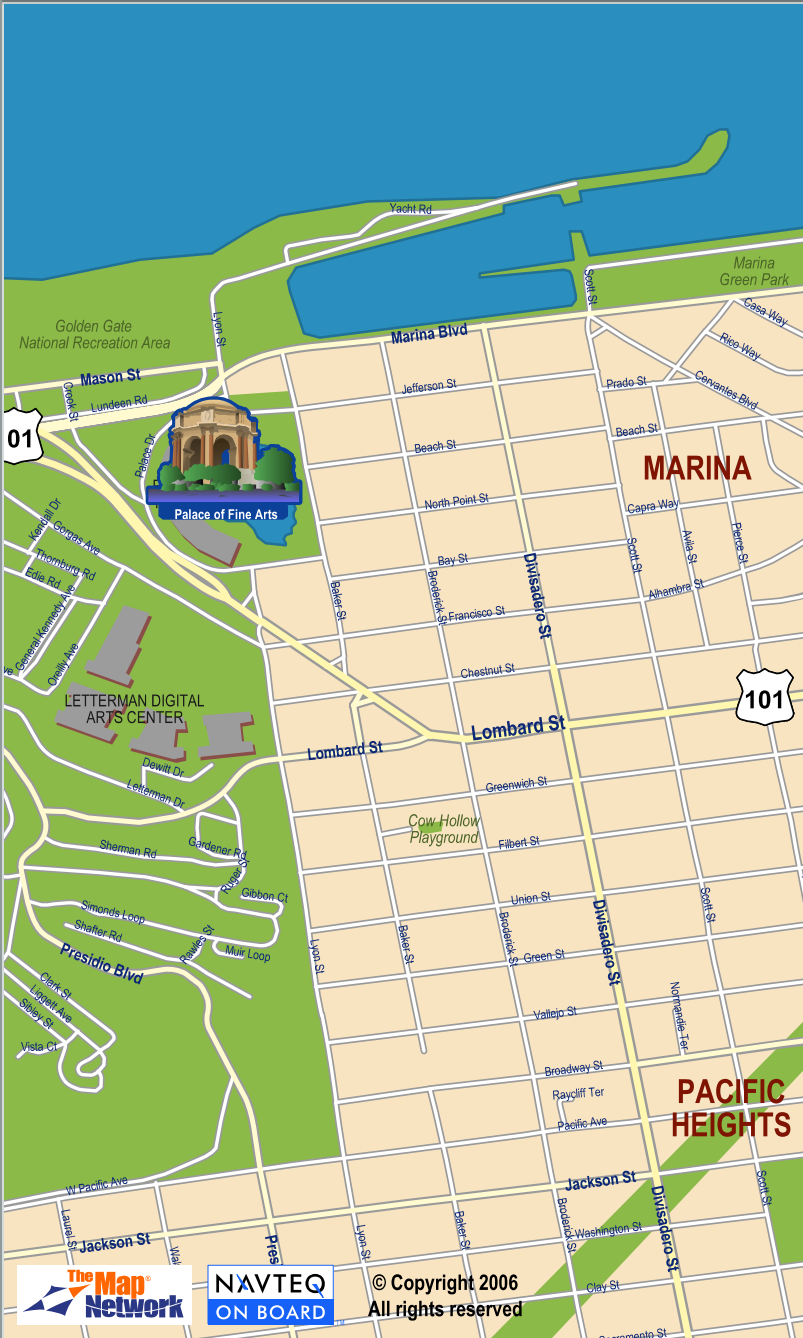 Yacht Rd
Marina
Green Park
Scott St
Casa Way
Lyon St
Golden Gate
National Recreation Area
Marina Blvd
Rico Way
Mason St
Crook St
Lundeen Rd
Jefferson St
Prado St
Cervantes Blvd
01
Palace Dr
Beach St
Beach St
MARINA
Palace of Fine Arts
North Point St
Capra Way
Kendall Dr
Gorgas Ave
Thornburg Rd
Edie Rd
Bay St
Scott St
Avila St
Pierce St
Divisadero St
Baker St
Broderick St
Francisco St
Alhambra St
General Kennedy Ave
Oreilly Ave
ve
Chestnut St
LETTERMAN DIGITAL
ARTS CENTER
101
Lombard St
Lombard St
Dewitt Dr
Letterman Dr
Greenwich St
Cow Hollow
Playground
Filbert St
Sherman Rd
Gardener Rd
Ruger St
Gibbon Ct
Union St
Scott St
Simonds Loop
Shafter Rd
Rawles St
Muir Loop
Lyon St
Baker St
Broderick St
Green St
Divisadero St
Presidio Blvd
Clark St
Liggett Ave
Sibley St
Vista Ct
Vallejo St
Normandie Ter
Broadway St
Raycliff Ter
PACIFIC
HEIGHTS
Pacific Ave
W Pacific Ave
Jackson St
Scott St
Laurel St
Jackson St
Wal
Pres
Lyon St
Baker St
Broderick St
Washington St
Divisadero St
Clay St
Sacramento St
The
Map®
Network
NAVTEQ
ON BOARD
™
© Copyright 2006
All rights reserved